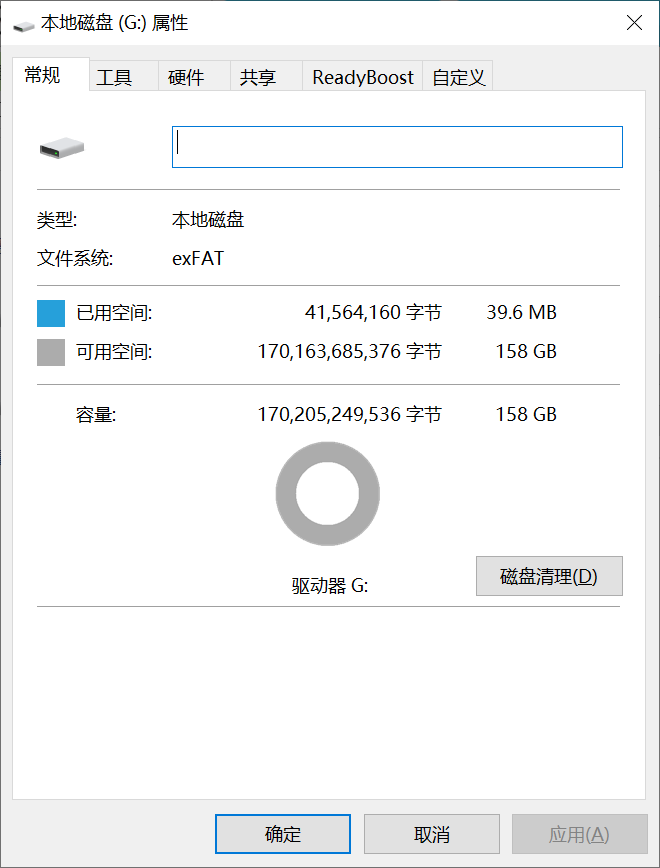 本地磁盘 (G:) 属性
常规 工具 硬件 共享 ReadyBoost 自定义
类型: 本地磁盘
文件系统: exFAT
已用空间: 41,564,160 字节 39.6 MB
可用空间: 170,163,685,376 字节 158 GB
容量: 170,205,249,536 字节 158 GB
驱动器 G:
磁盘清理(D)
确定 取消 应用(A)